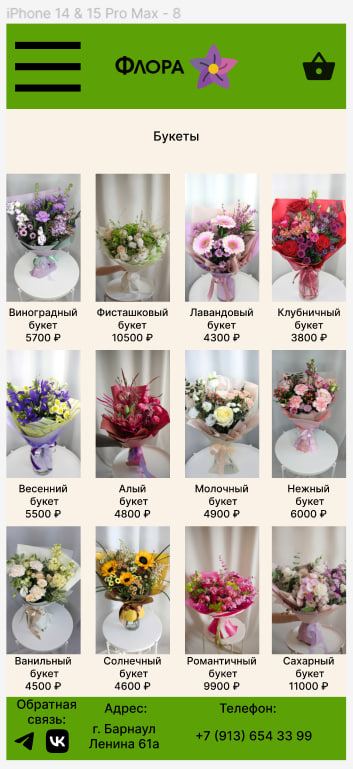 iPhone 14 & 15 Pro Max - 8
Флора
Букеты
Виноградный
букет
5700 ₽
Фисташковый
букет
10500 ₽
Лавандовый
букет
4300 ₽
Клубничный
букет
3800 ₽
Весенний
букет
5500 ₽
Алый
букет
4800 ₽
Молочный
букет
4900 ₽
Нежный
букет
6000 ₽
Ванильный
букет
4500 ₽
Солнечный
букет
4600 ₽
Романтичный
букет
9900 ₽
Сахарный
букет
11000 ₽
Обратная
связь:
Адрес:
г. Барнаул
Ленина 61а
Телефон:
+7 (913) 654 33 99